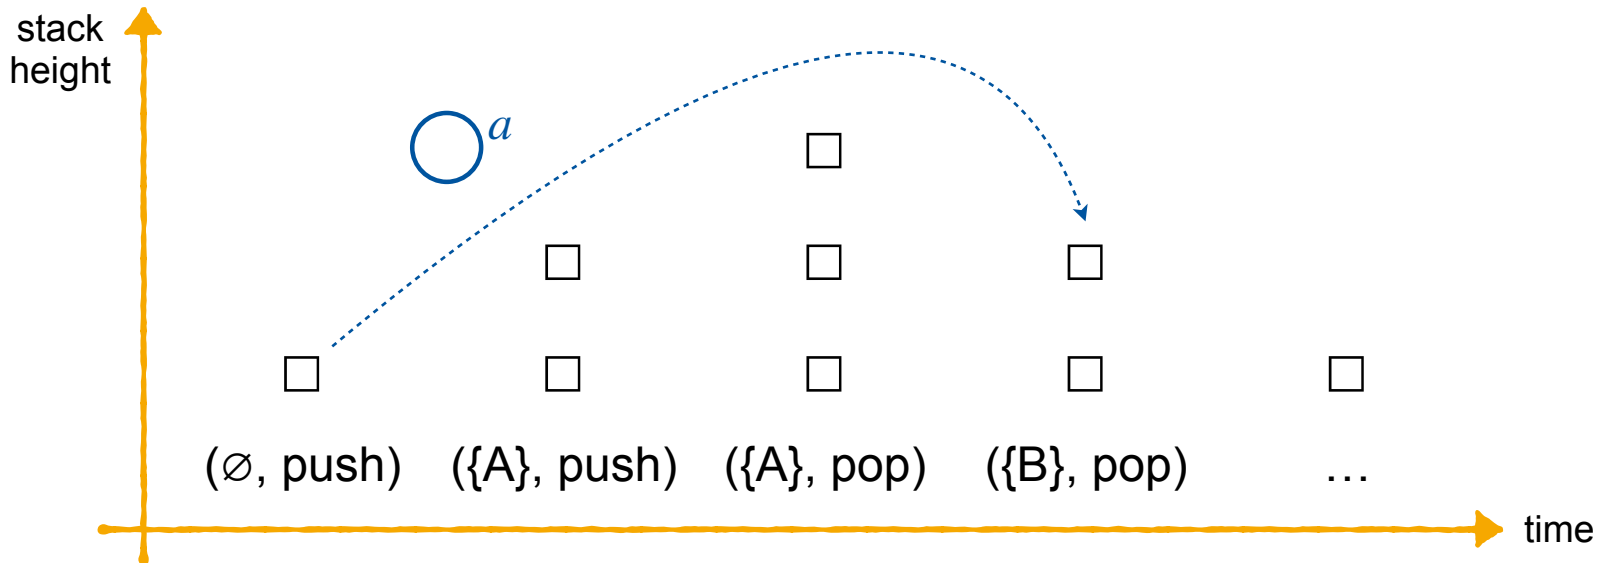 stack
height
a
(∅, push) ({A}, push) ({A}, pop) ({B}, pop) …
time